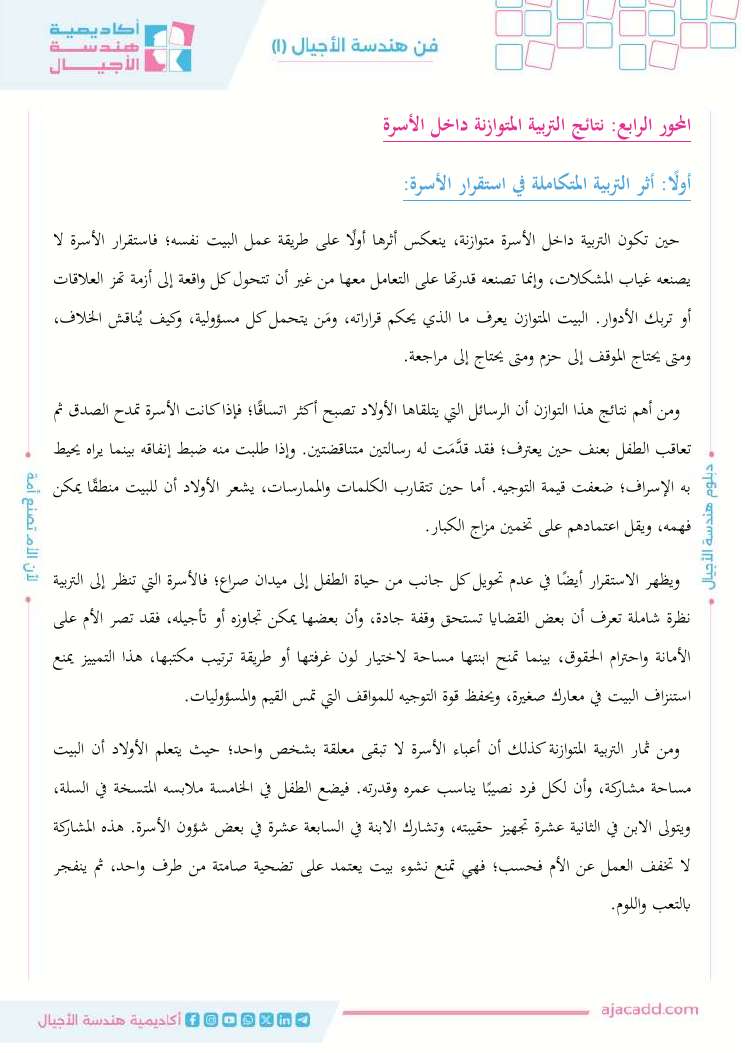 أكاديمية
هندسة
الأجيال
فن هندسة الأجيال (١)
المحور الرابع: نتائج التربية المتوازنة داخل الأسرة
أولًا: أثر التربية المتكاملة في استقرار الأسرة:
حين تكون التربية داخل الأسرة متوازنة، ينعكس أثرها أولًا على طريقة عمل البيت نفسه؛ فاستقرار الأسرة لا
يصنعه غياب المشكلات، وإنما تصنعه قدرتها على التعامل معها من غير أن تتحول كل واقعة إلى أزمة تهز العلاقات
أو تربك الأدوار. البيت المتوازن يعرف ما الذي يحكم قراراته، ومَن يتحمل كل مسؤولية، وكيف يُناقش الخلاف،
ومتى يحتاج الموقف إلى حزم ومتى يحتاج إلى مراجعة.
ومن أهم نتائج هذا التوازن أن الرسائل التي يتلقاها الأولاد تصبح أكثر اتساقًا؛ فإذا كانت الأسرة تمدح الصدق ثم
تعاقب الطفل بعنف حين يعترف؛ فقد قدَّمَت له رسالتين متناقضتين. وإذا طلبت منه ضبط إنفاقه بينما يراه يحيط
به الإسراف؛ ضعفت قيمة التوجيه. أما حين تتقارب الكلمات والممارسات، يشعر الأولاد أن للبيت منطقًا يمكن
فهمه، ويقل اعتمادهم على تخمين مزاج الكبار.
ويظهر الاستقرار أيضًا في عدم تحويل كل جانب من حياة الطفل إلى ميدان صراع؛ فالأسرة التي تنظر إلى التربية
نظرة شاملة تعرف أن بعض القضايا تستحق وقفة جادة، وأن بعضها يمكن تجاوزه أو تأجيله، فقد تصر الأم على
الأمانة واحترام الحقوق، بينما تمنح ابنتها مساحة لاختيار لون غرفتها أو طريقة ترتيب مكتبها، هذا التمييز يمنع
استنزاف البيت في معارك صغيرة، ويحفظ قوة التوجيه للمواقف التي تمس القيم والمسؤوليات.
ومن ثمار التربية المتوازنة كذلك أن أعباء الأسرة لا تبقى معلقة بشخص واحد؛ حيث يتعلم الأولاد أن البيت
مساحة مشاركة، وأن لكل فرد نصيبًا يناسب عمره وقدرته. فيضع الطفل في الخامسة ملابسه المتسخة في السلة،
ويتولى الابن في الثانية عشرة تجهيز حقيبته، وتشارك الابنة في السابعة عشرة في بعض شؤون الأسرة. هذه المشاركة
لا تخفف العمل عن الأم فحسب؛ فهي تمنع نشوء بيت يعتمد على تضحية صامتة من طرف واحد، ثم ينفجر
بالتعب واللوم.
دبلوم هندسة الأجيال
لأن الأم تصنع أمة
ajacadd.com
أكاديمية هندسة الأجيال